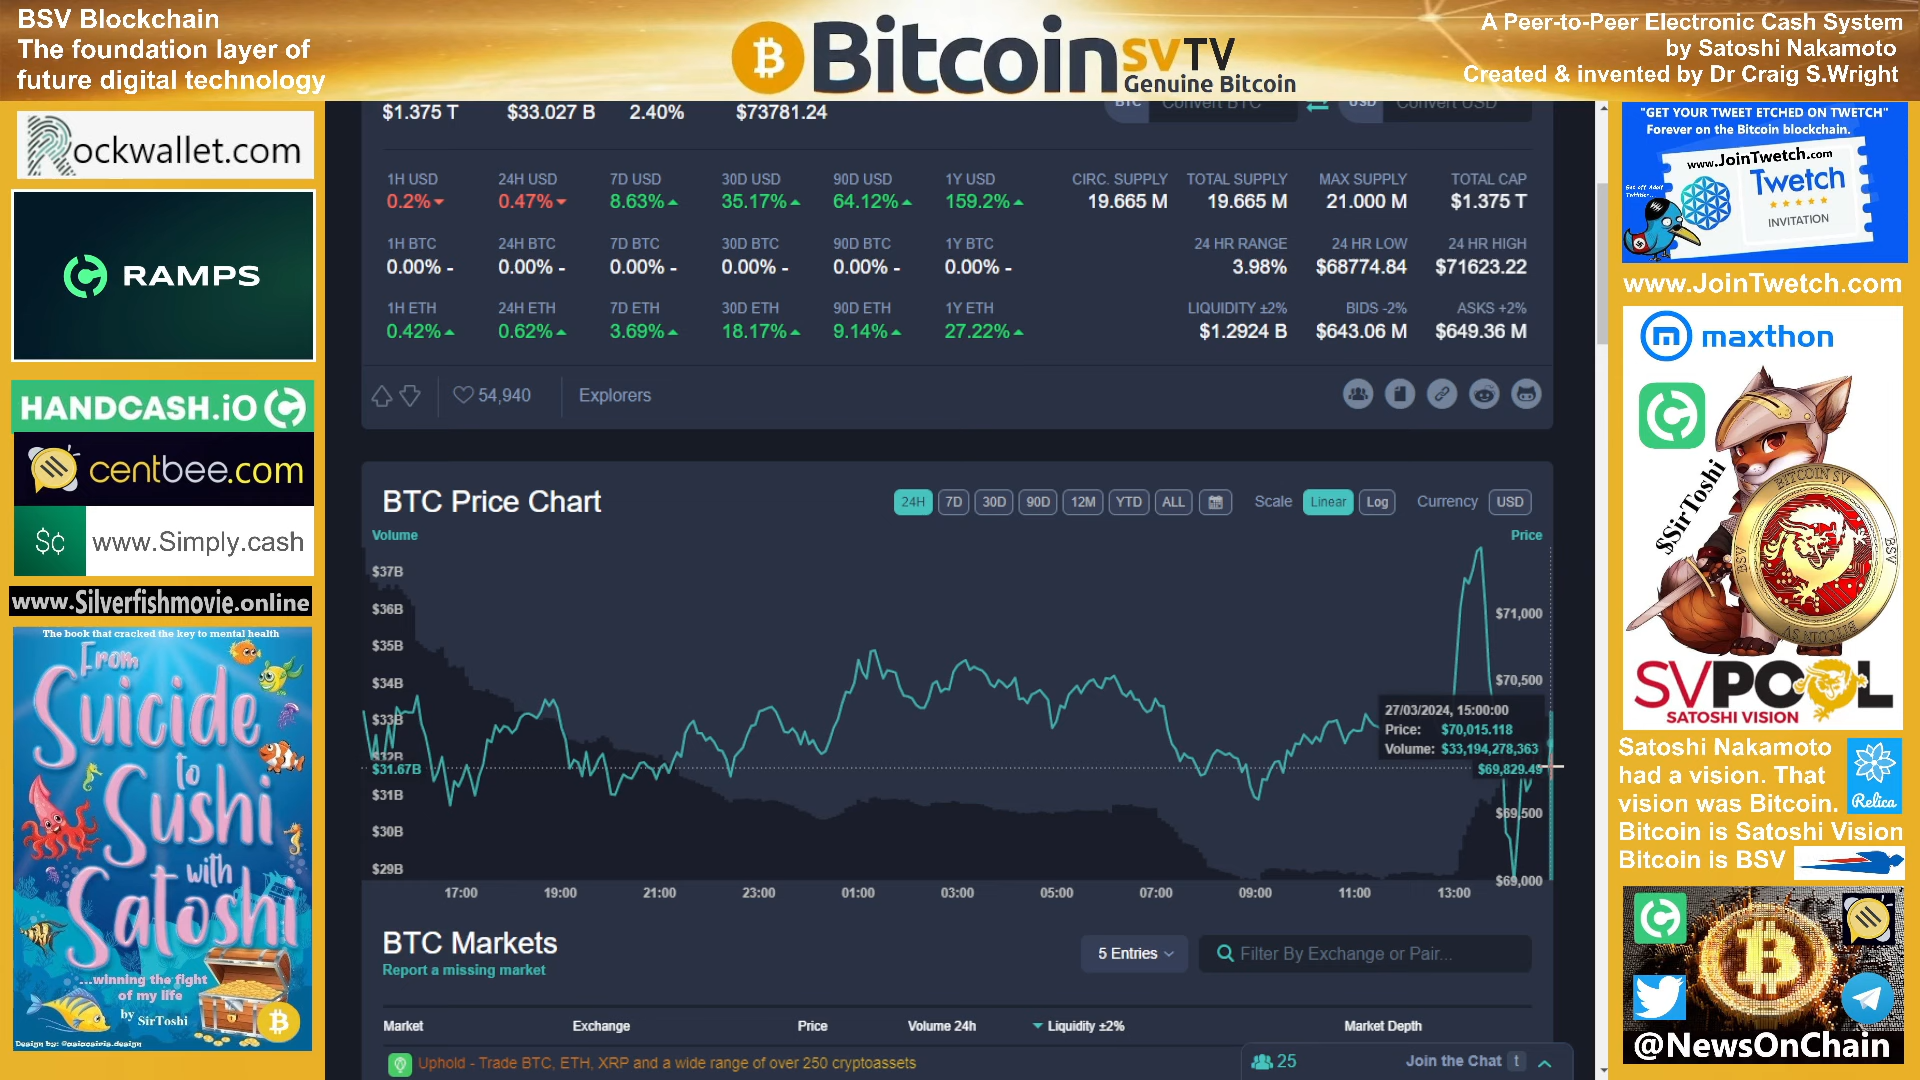 BSV Blockchain
The foundation layer of
future digital technology
Bitcoin SVTV
Genuine Bitcoin
A Peer-to-Peer Electronic Cash System
by Satoshi Nakamoto
Created & invented by Dr Craig S.Wright
Rockwallet.com
RAMPS
HANDCASH.iO
centbee.com
$¢ www.Simply.cash
www.Silverfishmovie.online
The book that cracked the key to mental health
From
Suicide
to
Sushi
with
Satoshi
...winning the fight
of my life
by SirToshi
$1.375 T $33.027 B 2.40% $73781.24
BTC Convert BTC USD Convert USD
1H USD 24H USD 7D USD 30D USD 90D USD 1Y USD CIRC. SUPPLY TOTAL SUPPLY MAX SUPPLY TOTAL CAP
0.2% 0.47% 8.63% 35.17% 64.12% 159.2% 19.665 M 19.665 M 21.000 M $1.375 T
1H BTC 24H BTC 7D BTC 30D BTC 90D BTC 1Y BTC 24 HR RANGE 24 HR LOW 24 HR HIGH
0.00% - 0.00% - 0.00% - 0.00% - 0.00% - 0.00% - 3.98% $68774.84 $71623.22
1H ETH 24H ETH 7D ETH 30D ETH 90D ETH 1Y ETH LIQUIDITY ±2% BIDS -2% ASKS +2%
0.42% 0.62% 3.69% 18.17% 9.14% 27.22% $1.2924 B $643.06 M $649.36 M
54,940 Explorers
BTC Price Chart
24H 7D 30D 90D 12M YTD ALL Scale Linear Log Currency USD
Volume Price
$37B
$36B
$35B
$34B
$33B
$32B
$31.67B
$31B
$30B
$29B
$71,000
$70,500
27/03/2024, 15:00:00
Price: $70,015.118
Volume: $33,194,278,363
$69,829.49
$69,500
$69,000
17:00 19:00 21:00 23:00 01:00 03:00 05:00 07:00 09:00 11:00 13:00
BTC Markets
Report a missing market
5 Entries Filter By Exchange or Pair...
Market Exchange Price Volume 24h Liquidity ±2% Market Depth
Uphold - Trade BTC, ETH, XRP and a wide range of over 250 cryptoassets
25 Join the Chat t
"GET YOUR TWEET ETCHED ON TWETCH"
Forever on the Bitcoin blockchain.
www.JoinTwetch.com
Twetch
INVITATION
www.JoinTwetch.com
maxthon
$SirToshi
BITCOIN SV
BSV
BSV
BITCOIN SV
SVPOOL
SATOSHI VISION
Satoshi Nakamoto
had a vision. That
vision was Bitcoin.
Relica
Bitcoin is Satoshi Vision
Bitcoin is BSV
@NewsOnChain